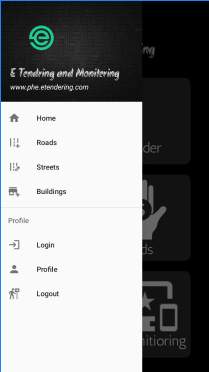 E Tendring and Monitering
www.phe.etendering.com
Home
Roads
Streets
Buildings
Profile
Login
Profile
Logout